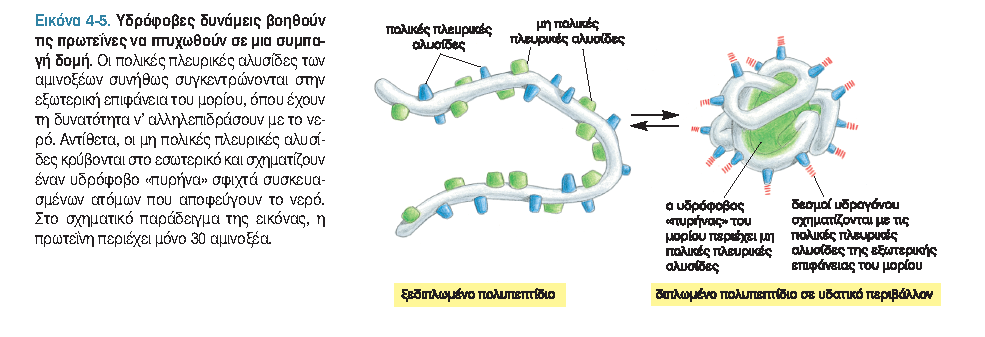 Εικόνα 4-5. Υδρόφοβες δυνάμεις βοηθούν
τις πρωτεΐνες να πτυχωθούν σε μια συμπα-
γή δομή. Οι πολικές πλευρικές αλυσίδες των
αμινοξέων συνήθως συγκεντρώνονται στην
εξωτερική επιφάνεια του μορίου, όπου έχουν
τη δυνατότητα ν' αλληλεπιδράσουν με το νε-
ρό. Αντίθετα, οι μη πολικές πλευρικές αλυσί-
δες κρύβονται στο εσωτερικό και σχηματίζουν
έναν υδρόφοβο «πυρήνα» σφιχτά συσκευα-
σμένων ατόμων που αποφεύγουν το νερό.
Στο σχηματικό παράδειγμα της εικόνας, η
πρωτεΐνη περιέχει μόνο 30 αμινοξέα.
πολικές πλευρικές
αλυσίδες
μη πολικές
πλευρικές αλυσίδες
ο υδρόφοβος
«πυρήνας» του
μορίου περιέχει μη
πολικές πλευρικές
αλυσίδες
δεσμοί υδρογόνου
σχηματίζονται με τις
πολικές πλευρικές
αλυσίδες της εξωτερικής
επιφάνειας του μορίου
ξεδιπλωμένο πολυπεπτίδιο
διπλωμένο πολυπεπτίδιο σε υδατικό περιβάλλον